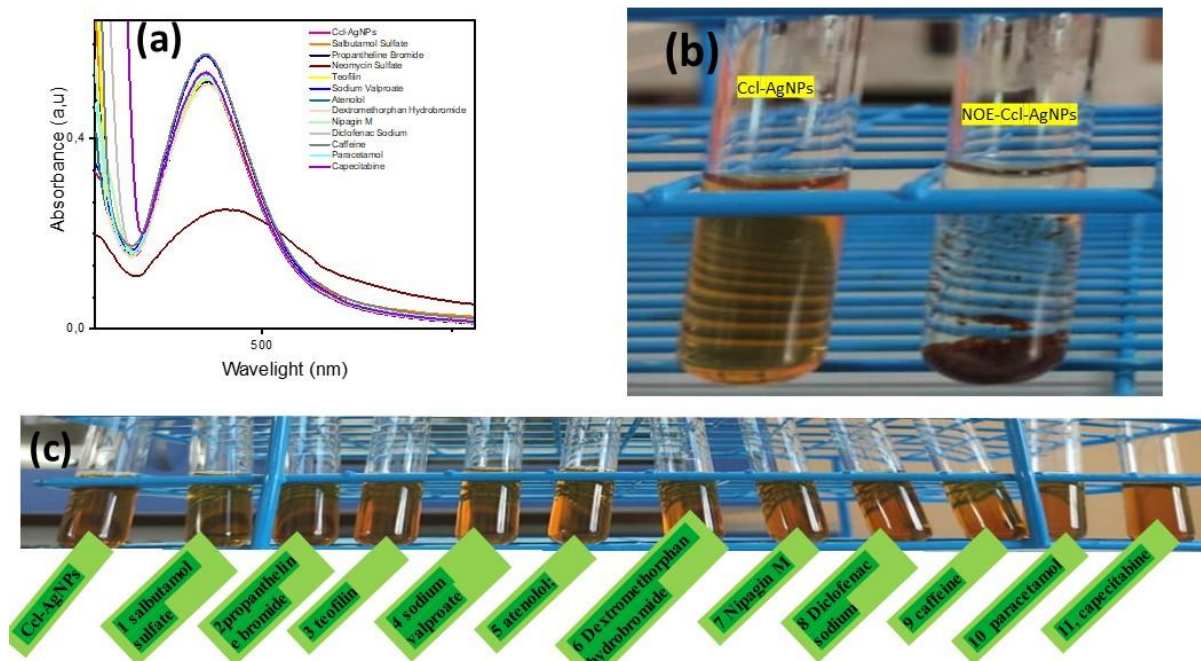 (a)
Ccl-AgNPs
Salbutamol Sulfate
Propantheline Bromide
Neomycin Sulfate
Teofilin
Sodium Valproate
Atenolol
Dextromethorphan Hydrobromide
Nipagin M
Diclofenac Sodium
Caffeine
Paracetamol
Capecitabine
Absorbance (a,u)
0,4
0,0
500
Wavelight (nm)
(b)
Ccl-AgNPs
NOE-Ccl-AgNPs
(c)
Ccl-AgNPs
1 salbutamol
sulfate
2propanthelin
e bromide
3 teofilin
4 sodium
valproate
5 atenolol;
6 Dextromethorphan
hydrobromide
7 Nipagin M
8 Diclofenac
sodium
9 caffeine
10 paracetamol
11. capecitabine